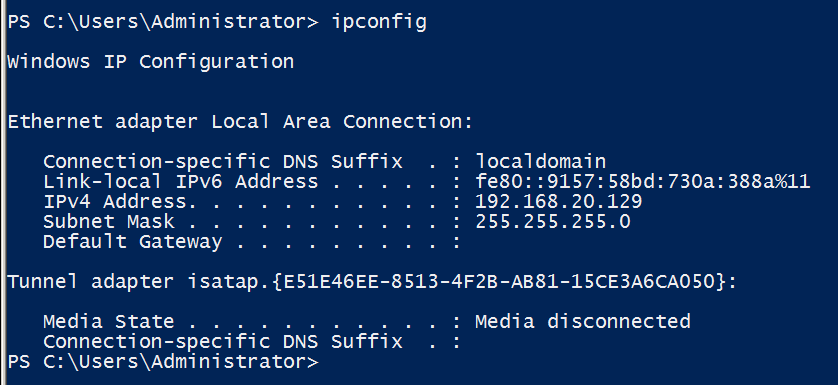 PS C:\Users\Administrator> ipconfig
Windows IP Configuration
Ethernet adapter Local Area Connection:
Connection-specific DNS Suffix  . : localdomain
Link-local IPv6 Address . . . . . : fe80::9157:58bd:730a:388a%11
IPv4 Address. . . . . . . . . . . : 192.168.20.129
Subnet Mask . . . . . . . . . . . : 255.255.255.0
Default Gateway . . . . . . . . . :
Tunnel adapter isatap.{E51E46EE-8513-4F2B-AB81-15CE3A6CA050}:
Media State . . . . . . . . . . . : Media disconnected
Connection-specific DNS Suffix  . :
PS C:\Users\Administrator>